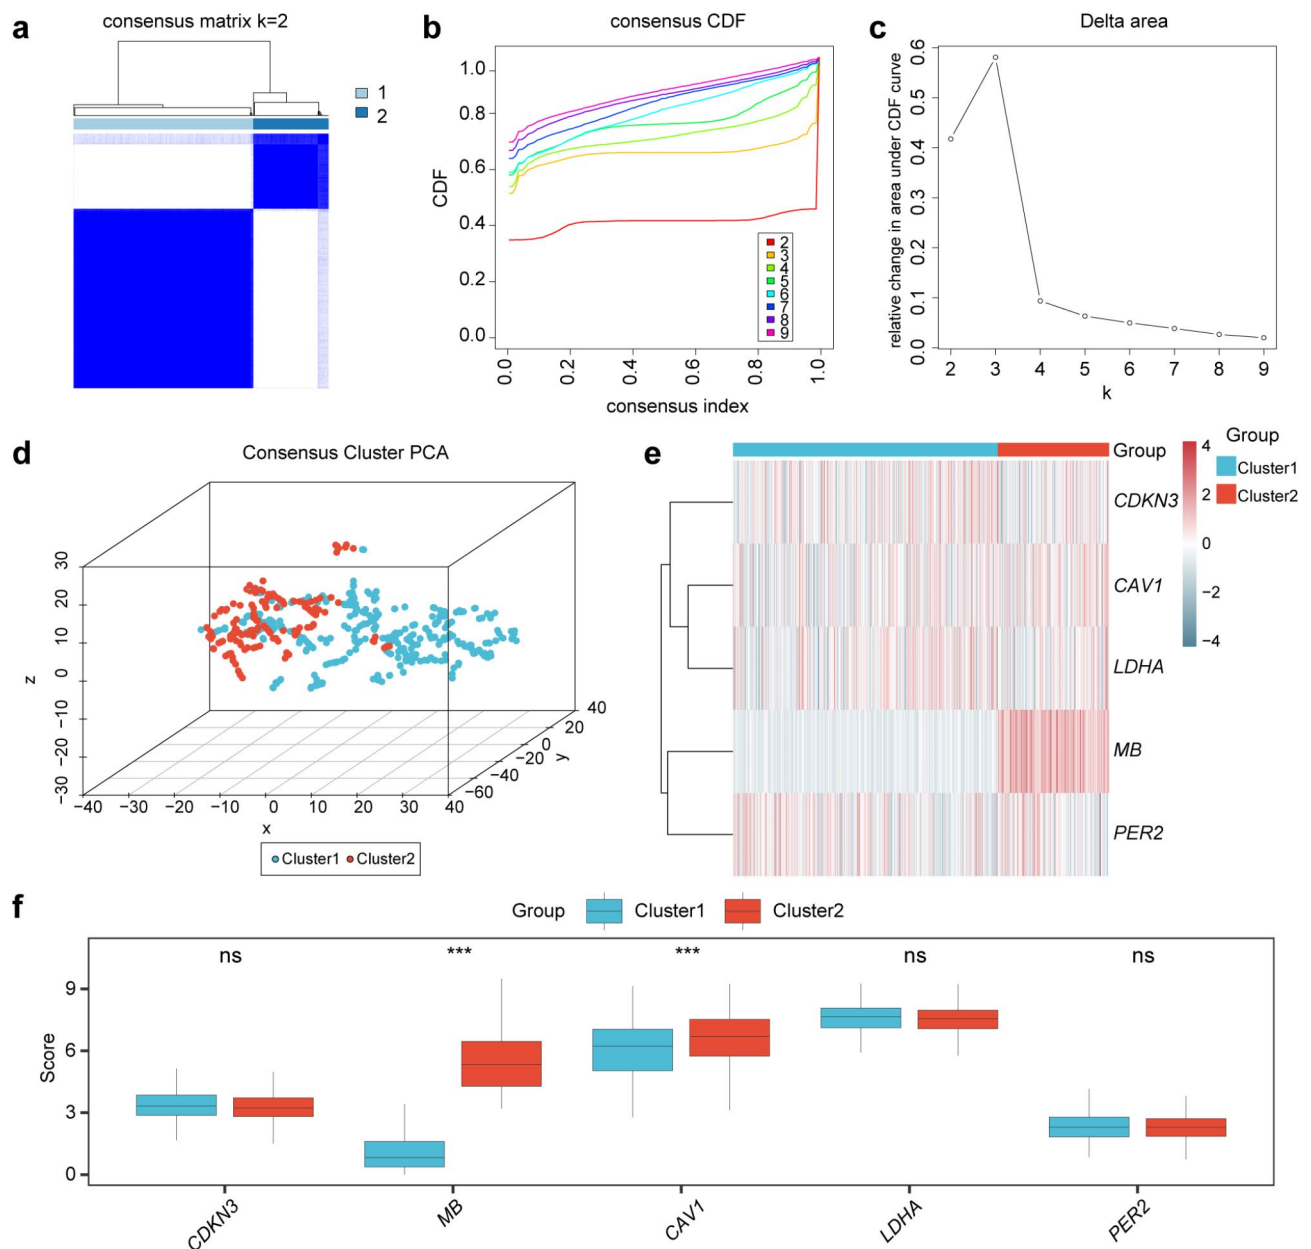 a
consensus matrix k=2
1
2
b
consensus CDF
CDF
1.0
0.8
0.6
0.4
0.2
0.0
2
3
4
5
6
7
8
9
0.0 0.2 0.4 0.6 0.8 1.0
consensus index
c
Delta area
relative change in area under CDF curve
0.6
0.5
0.4
0.3
0.2
0.1
0.0
2 3 4 5 6 7 8 9
k
d
Consensus Cluster PCA
z
30
20
10
0
−10
−20
−30
−40 −30 −20 −10 0 10 20 30 40
x
−60
−40
−20
0
20
40
y
Cluster1 Cluster2
e
Group
CDKN3
CAV1
LDHA
MB
PER2
4
2
0
−2
−4
Group
Cluster1
Cluster2
f
Group Cluster1 Cluster2
ns *** *** ns ns
Score
9
6
3
0
CDKN3 MB CAV1 LDHA PER2